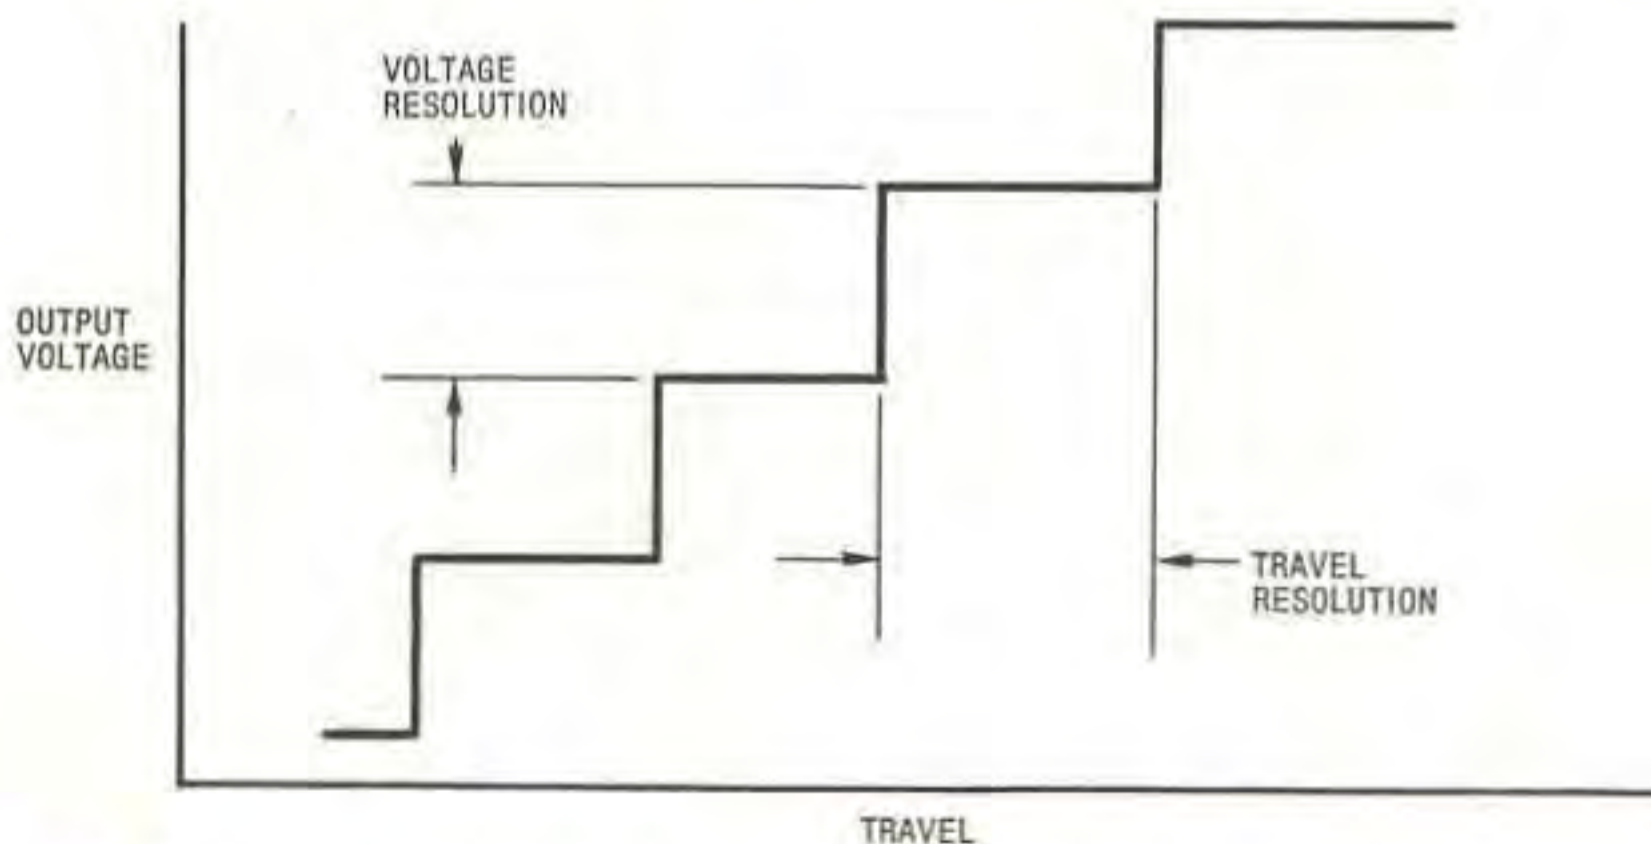 VOLTAGE
RESOLUTION
OUTPUT
VOLTAGE
TRAVEL
RESOLUTION
TRAVEL